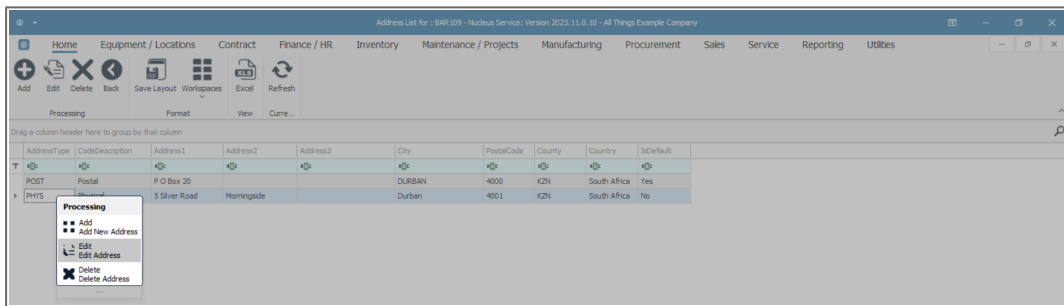 Address List for : BAR109 - Nucleus Service: Version 2023.11.0.10 - All Things Example Company
Home Equipment / Locations Contract Finance / HR Inventory Maintenance / Projects Manufacturing Procurement Sales Service Reporting Utilities
Add Edit Delete Back Save Layout Workspaces Excel Refresh
Processing Format View Curre...
Drag a column header here to group by that column
AddressType CodeDescription Address1 Address2 Address3 City PostalCode County Country IsDefault
POST Postal P O Box 20 DURBAN 4000 KZN South Africa Yes
PHYS Physical 5 Silver Road Morningside Durban 4001 KZN South Africa No
Processing
Add
Add New Address
Edit
Edit Address
Delete
Delete Address
...